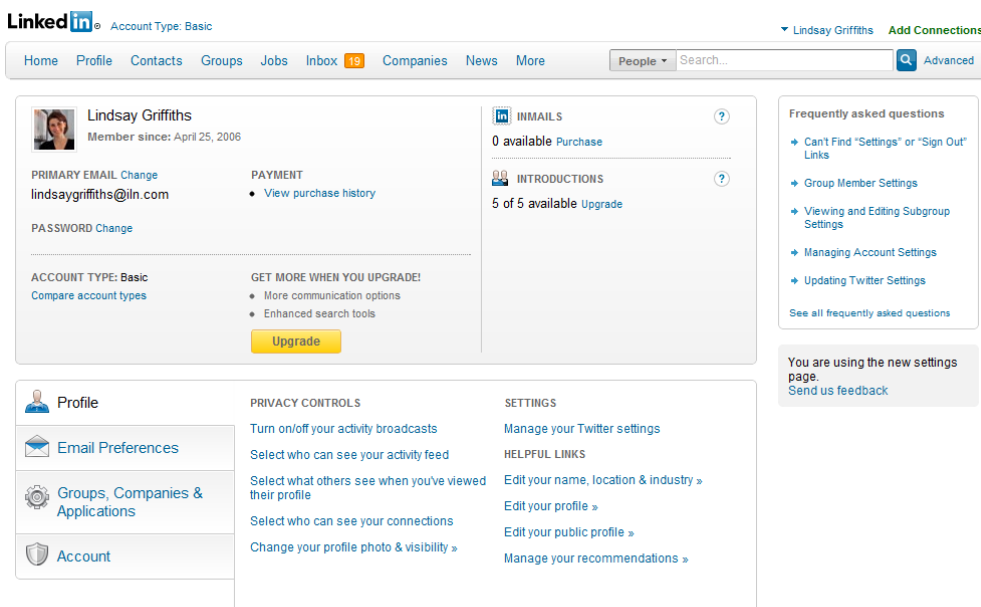 Linked in® Account Type: Basic
Lindsay Griffiths Add Connections
Home Profile Contacts Groups Jobs Inbox 19 Companies News More People Search... Advanced
Lindsay Griffiths
Member since: April 25, 2006
PRIMARY EMAIL Change
lindsaygriffiths@iln.com
PASSWORD Change
PAYMENT
• View purchase history
ACCOUNT TYPE: Basic
Compare account types
GET MORE WHEN YOU UPGRADE!
• More communication options
• Enhanced search tools
Upgrade
in INMAILS ?
0 available Purchase
INTRODUCTIONS ?
5 of 5 available Upgrade
Frequently asked questions
Can't Find "Settings" or "Sign Out"
Links
Group Member Settings
Viewing and Editing Subgroup
Settings
Managing Account Settings
Updating Twitter Settings
See all frequently asked questions
You are using the new settings
page.
Send us feedback
Profile
Email Preferences
Groups, Companies &
Applications
Account
PRIVACY CONTROLS
Turn on/off your activity broadcasts
Select who can see your activity feed
Select what others see when you've viewed
their profile
Select who can see your connections
Change your profile photo & visibility »
SETTINGS
Manage your Twitter settings
HELPFUL LINKS
Edit your name, location & industry »
Edit your profile »
Edit your public profile »
Manage your recommendations »